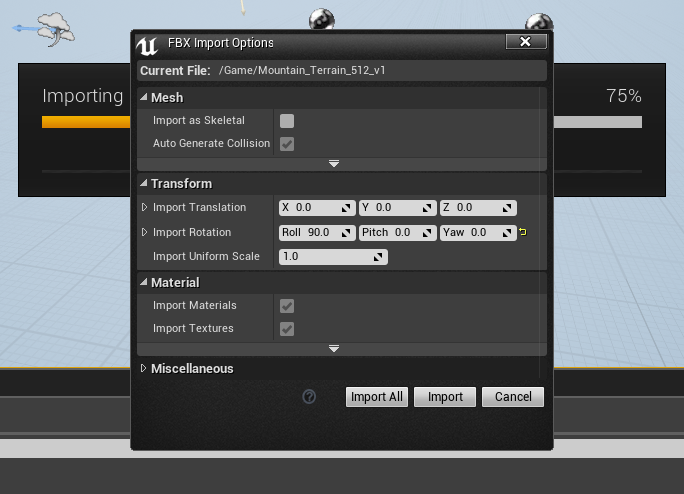 FBX Import Options
Current File: /Game/Mountain_Terrain_512_v1
Importing 75%
Mesh
Import as Skeletal
Auto Generate Collision
Transform
Import Translation X 0.0 Y 0.0 Z 0.0
Import Rotation Roll 90.0 Pitch 0.0 Yaw 0.0
Import Uniform Scale 1.0
Material
Import Materials
Import Textures
Miscellaneous
? Import All Import Cancel